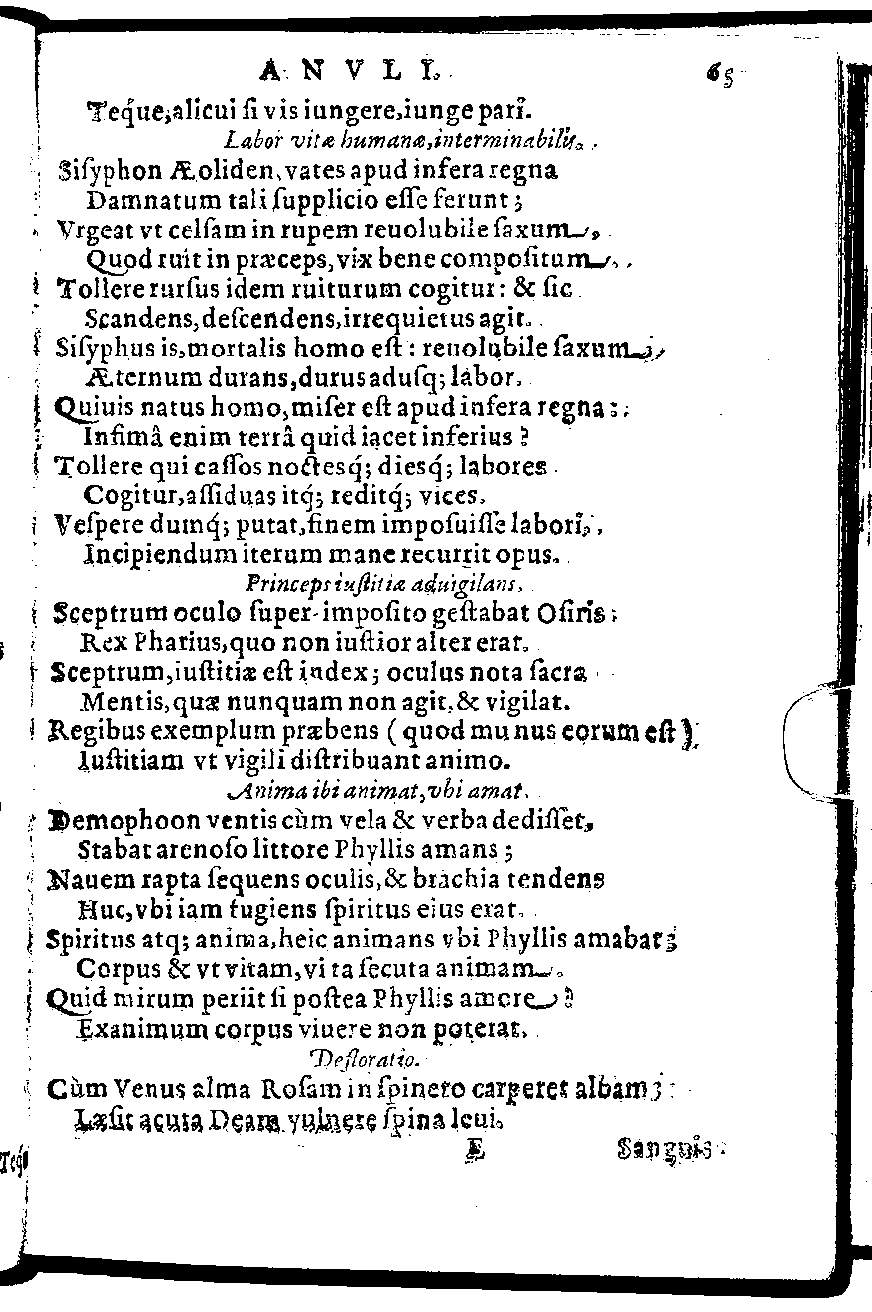 ANVLI. 65
Teq́ue, alicui si vis iungere, iunge pari.
Labor vitæ humanæ, interminabilis.
Sisyphon Æoliden, vates apud infera regna
Damnatum tali supplicio esse ferunt;
Vrgeat vt celsam in rupem reuolubile saxum,
Quod ruit in præceps, vix bene compositum.
Tollere rursus idem ruiturum cogitur: & sic
Scandens, descendens, irrequietus agit.
Sisyphus is, mortalis homo est: reuolubile saxum,
Æternum durans, durus adusq; labor.
Quiuis natus homo, miser est apud infera regna:
Infimâ enim terrâ quid iacet inferius?
Tollere qui cassos noctesq́; diesq́; labores
Cogitur, assiduas itq́; reditq́; vices.
Vespere dumq́; putat, finem imposuisse labori,
Incipiendum iterum mane recurrit opus.
Princeps iustitiæ aduigilans.
Sceptrum oculo super-imposito gestabat Osiris;
Rex Pharius, quo non iustior alter erat.
Sceptrum, iustitiæ est index; oculus nota sacra
Mentis, quæ nunquam non agit, & vigilat.
Regibus exemplum præbens (quod munus eorum est)
Iustitiam vt vigili distribuant animo.
Anima ibi animat, vbi amat.
Demophoon ventis cùm vela & verba dedisset,
Stabat arenoso littore Phyllis amans;
Nauem rapta sequens oculis, & brachia tendens
Huc, vbi iam fugiens spiritus eius erat.
Spiritus atq; anima, heic animans vbi Phyllis amabat;
Corpus & vt vitam, vita secuta animam.
Quid mirum periit si postea Phyllis amore?
Exanimum corpus viuere non poterat.
Defloratio.
Cùm Venus alma Rosam in spineto carperet albam;
Læsit acuta Deam vulnere spina leui.
E Sanguis
Teq́